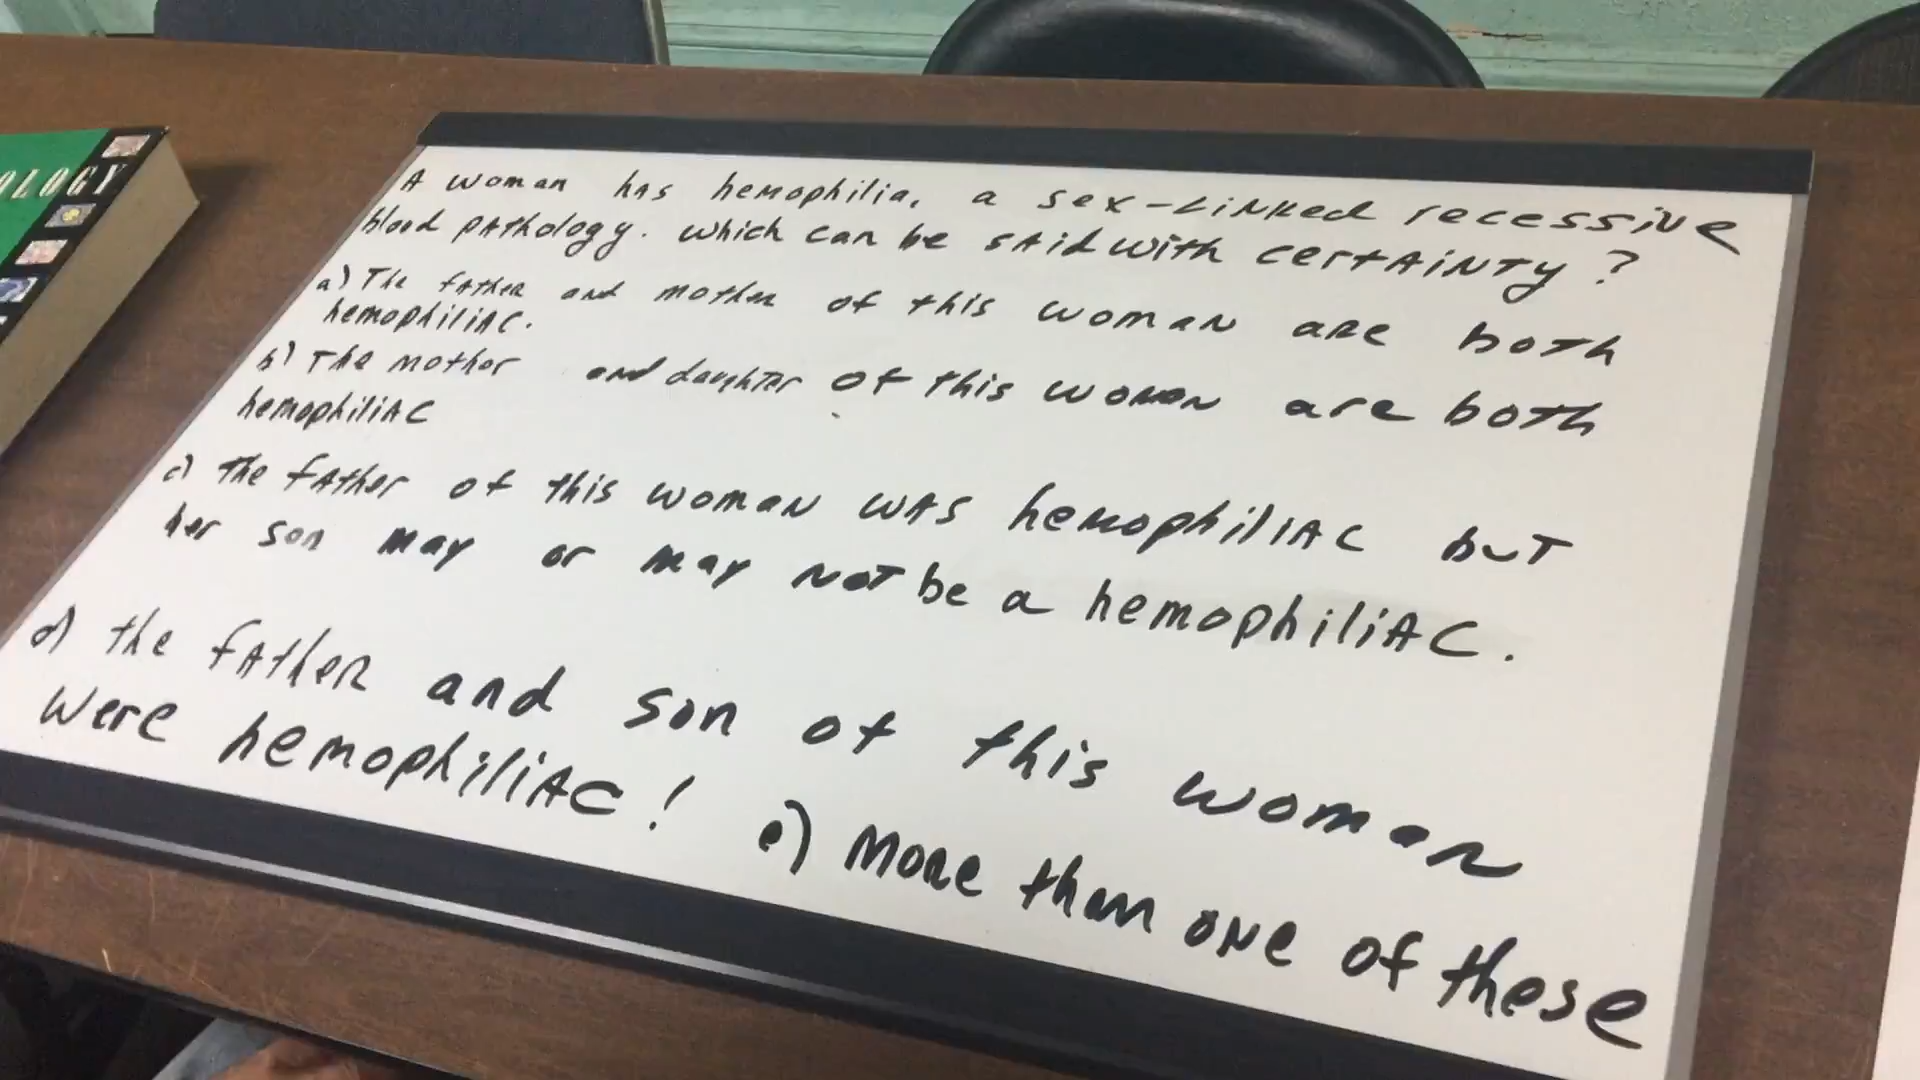 OLOGY
A woman has hemophilia, a sex-linked recessive
blood pathology. which can be said with certainty?
a) The father and mother of this woman are both
hemophiliac.
b) The mother and daughter of this woman are both
hemophiliac
c) the father of this woman was hemophiliac but
her son may or may not be a hemophiliac.
d) the father and son of this woman
were hemophiliac!
e) More than one of these